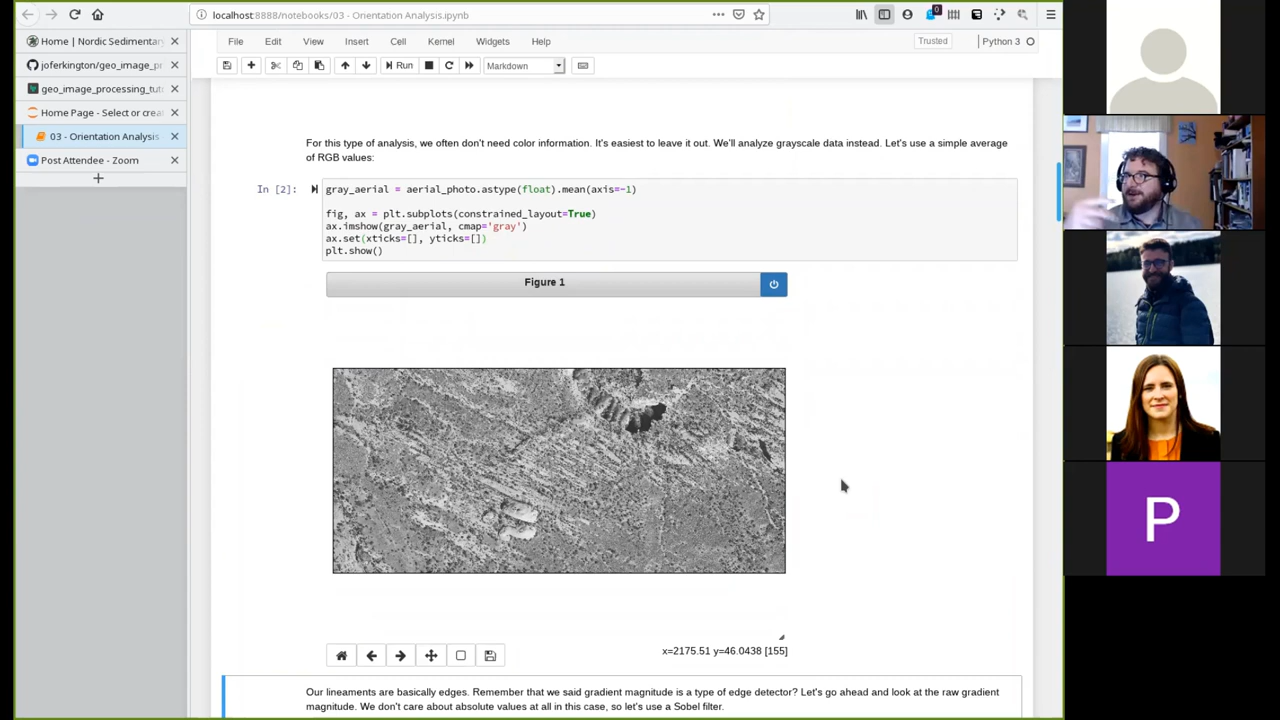 localhost:8888/notebooks/03 - Orientation Analysis.ipynb
0
Home | Nordic Sedimentary
joferkington/geo_image_pr
geo_image_processing_tuto
Home Page - Select or creat
03 - Orientation Analysis
Post Attendee - Zoom
File Edit View Insert Cell Kernel Widgets Help Trusted Python 3
Run Markdown
For this type of analysis, we often don't need color information. It's easiest to leave it out. We'll analyze grayscale data instead. Let's use a simple average
of RGB values:
In [2]:
gray_aerial = aerial_photo.astype(float).mean(axis=-1)
fig, ax = plt.subplots(constrained_layout=True)
ax.imshow(gray_aerial, cmap='gray')
ax.set(xticks=[], yticks=[])
plt.show()
Figure 1
x=2175.51 y=46.0438 [155]
Our lineaments are basically edges. Remember that we said gradient magnitude is a type of edge detector? Let's go ahead and look at the raw gradient
magnitude. We don't care about absolute values at all in this case, so let's use a Sobel filter.
P